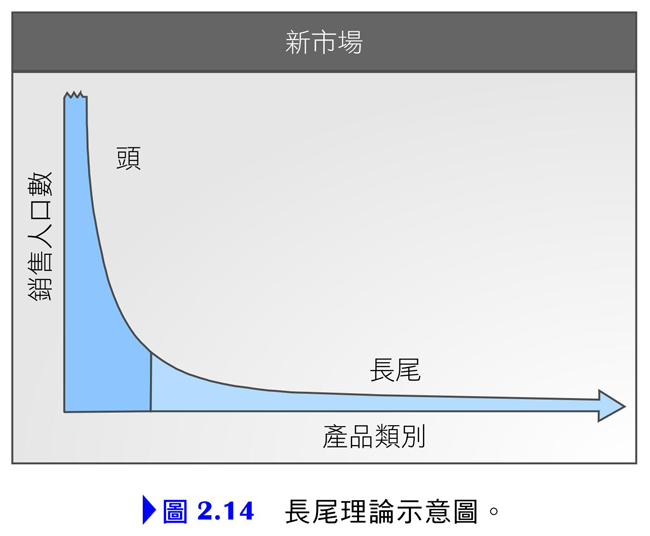 新市場
頭
銷售人口數
長尾
產品類別
圖 2.14 長尾理論示意圖。